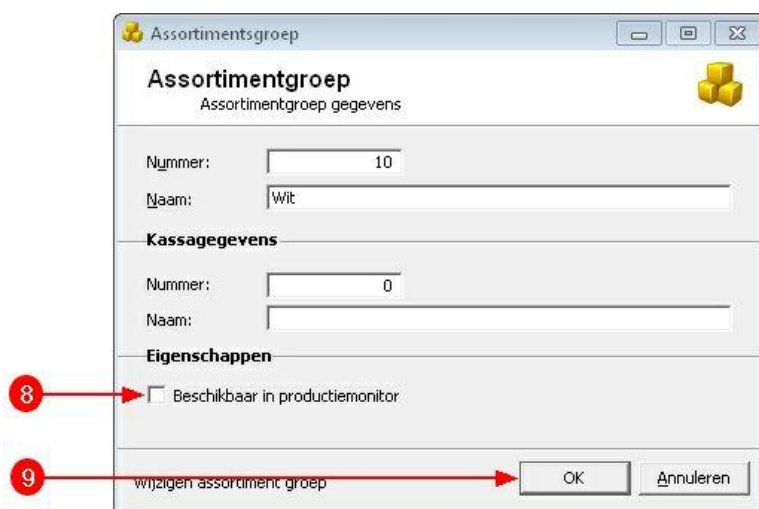 Assortimentsgroep
Assortimentgroep
Assortimentgroep gegevens
Nummer: 10
Naam: Wit
Kassagegevens
Nummer: 0
Naam:
Eigenschappen
8 Beschikbaar in productiemonitor
9 Wijzigen assortiment groep OK Annuleren